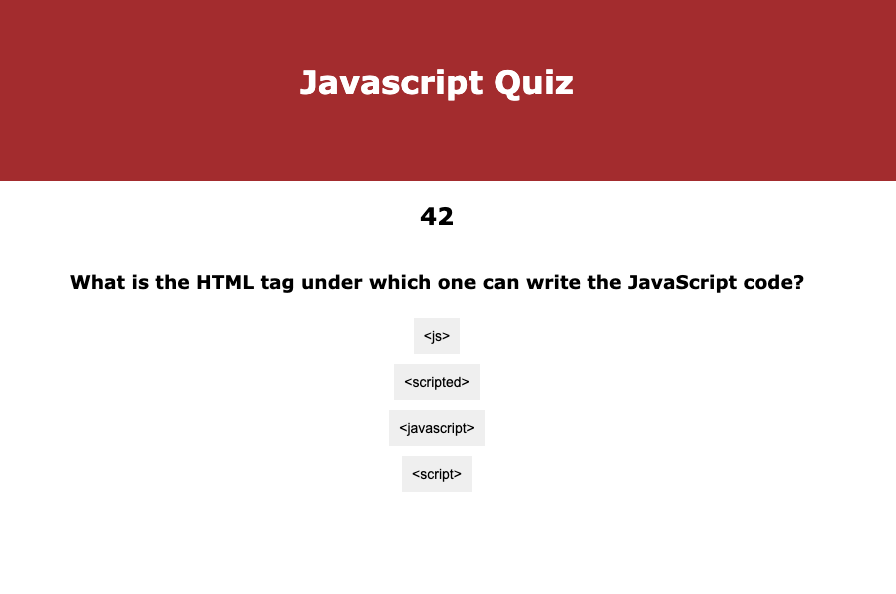 Javascript Quiz
42
What is the HTML tag under which one can write the JavaScript code?
<js>
<scripted>
<javascript>
<script>